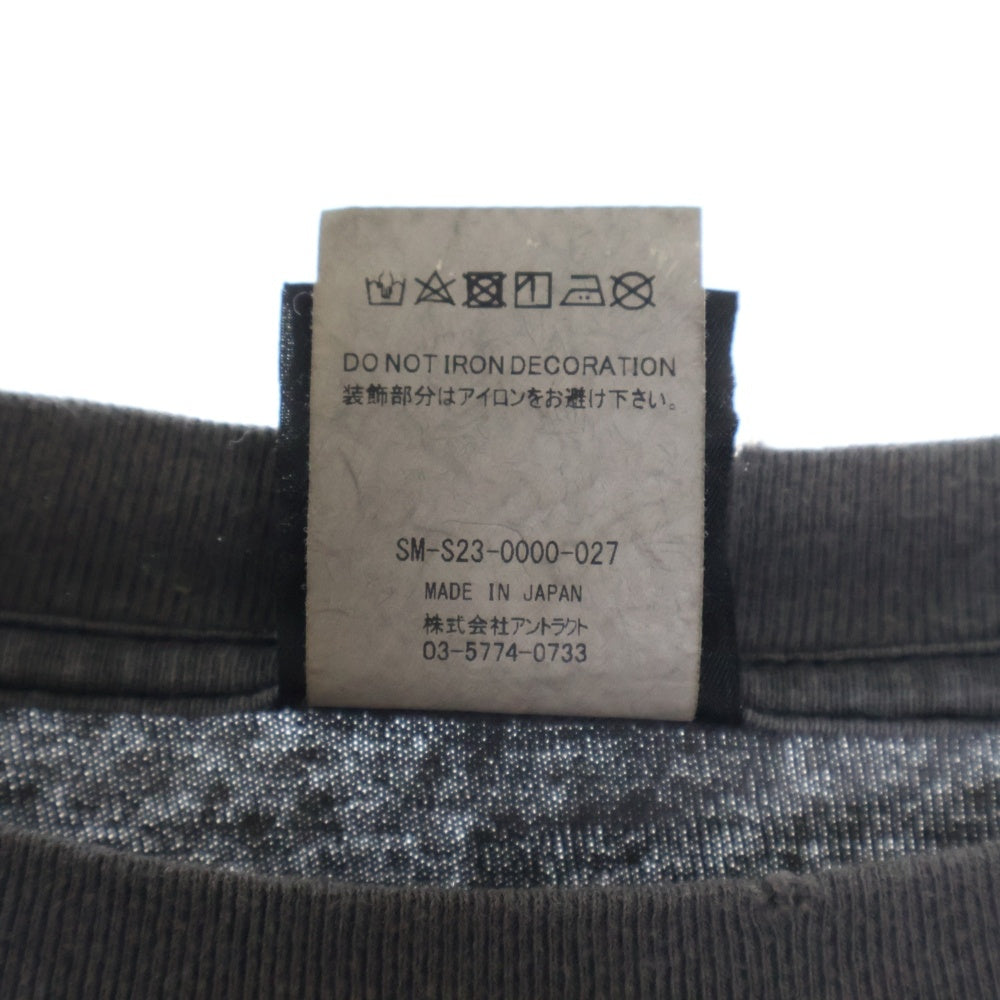 DO NOT IRON DECORATION
装飾部分はアイロンをお避け下さい。
SM-S23-0000-027
MADE IN JAPAN
株式会社アントラクト
03-5774-0733